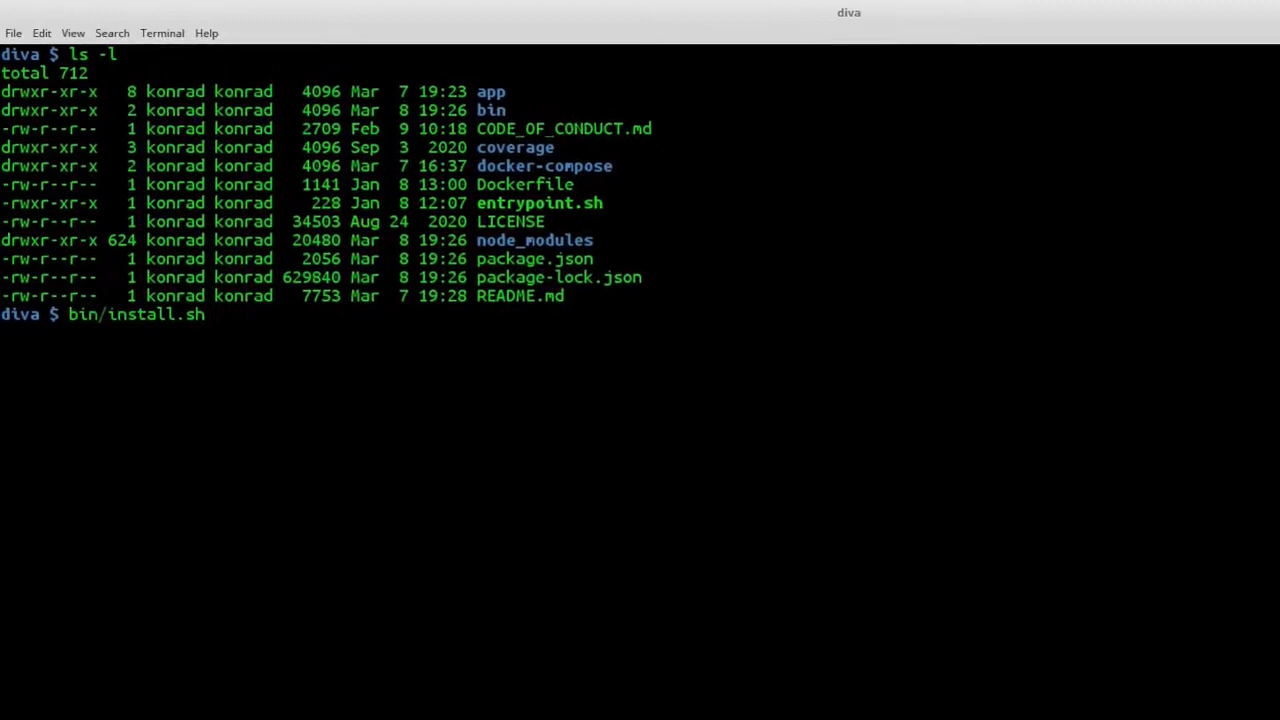 diva
File Edit View Search Terminal Help
diva $ ls -l
total 712
drwxr-xr-x   8 konrad konrad   4096 Mar  7 19:23 app
drwxr-xr-x   2 konrad konrad   4096 Mar  8 19:26 bin
-rw-r--r--   1 konrad konrad   2709 Feb  9 10:18 CODE_OF_CONDUCT.md
drwxr-xr-x   3 konrad konrad   4096 Sep  3  2020 coverage
drwxr-xr-x   2 konrad konrad   4096 Mar  7 16:37 docker-compose
-rw-r--r--   1 konrad konrad   1141 Jan  8 13:00 Dockerfile
-rwxr-xr-x   1 konrad konrad    228 Jan  8 12:07 entrypoint.sh
-rw-r--r--   1 konrad konrad  34503 Aug 24  2020 LICENSE
drwxr-xr-x 624 konrad konrad  20480 Mar  8 19:26 node_modules
-rw-r--r--   1 konrad konrad   2056 Mar  8 19:26 package.json
-rw-r--r--   1 konrad konrad 629840 Mar  8 19:26 package-lock.json
-rw-r--r--   1 konrad konrad   7753 Mar  7 19:28 README.md
diva $ bin/install.sh